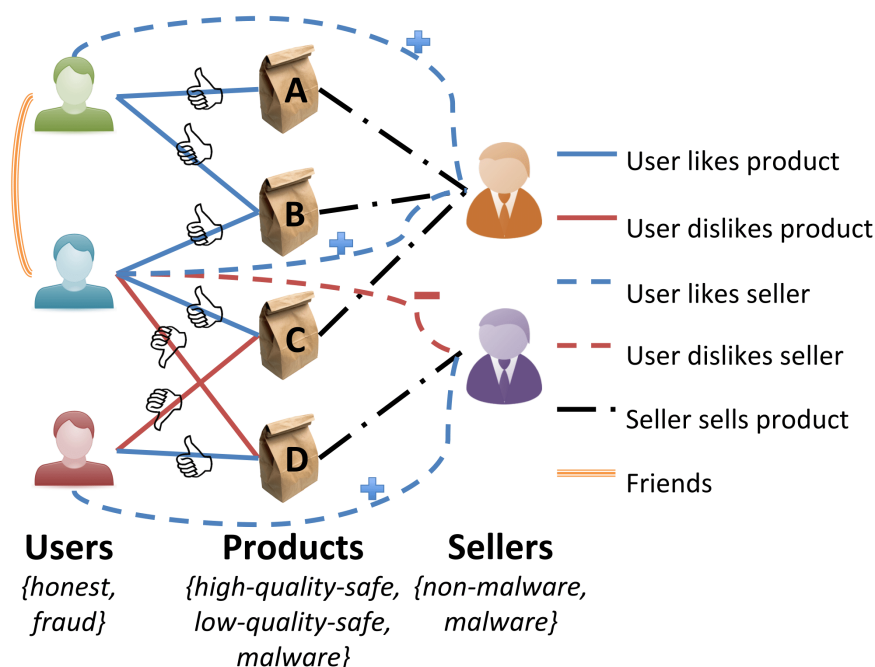 A
B
C
D
User likes product
User dislikes product
User likes seller
User dislikes seller
Seller sells product
Friends
Users
{honest,
fraud}
Products
{high-quality-safe,
low-quality-safe,
malware}
Sellers
{non-malware,
malware}